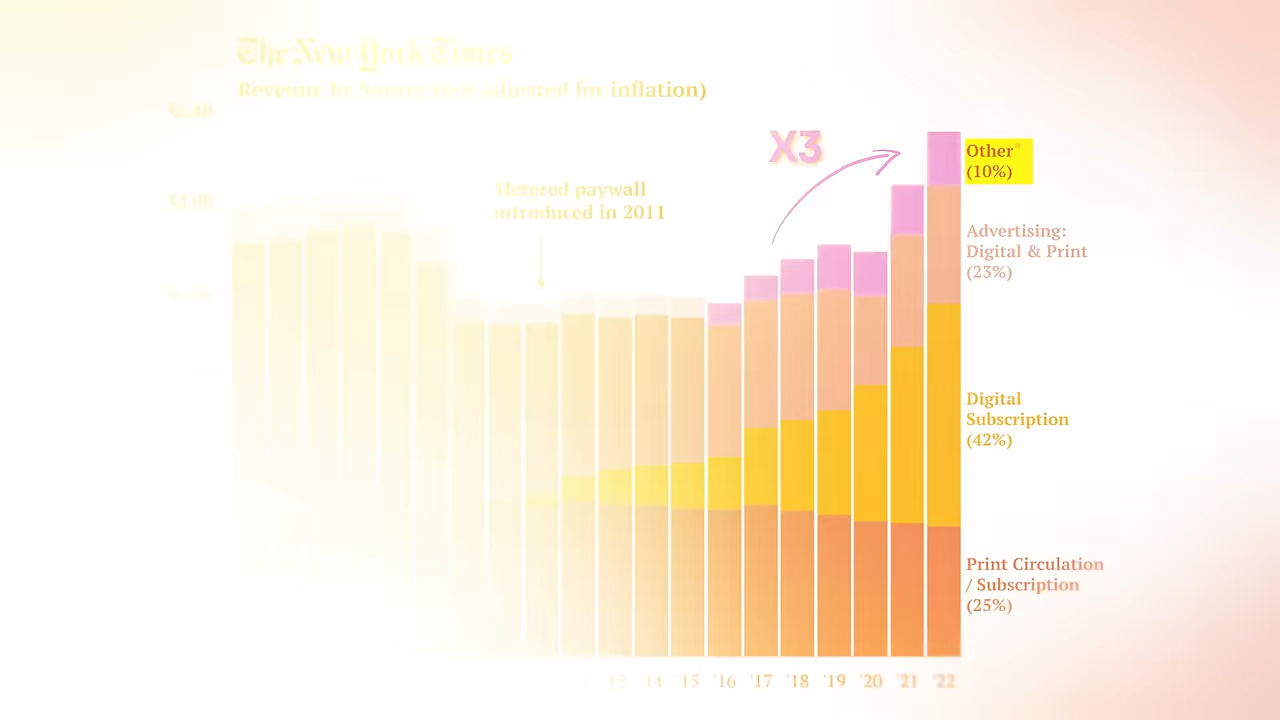 The New York Times
Revenue by Source (not adjusted for inflation)
X3
Metered paywall
introduced in 2011
Other*
(10%)
Advertising:
Digital & Print
(23%)
Digital
Subscription
(42%)
Print Circulation
/ Subscription
(25%)
'14 '15 '16 '17 '18 '19 '20 '21 '22